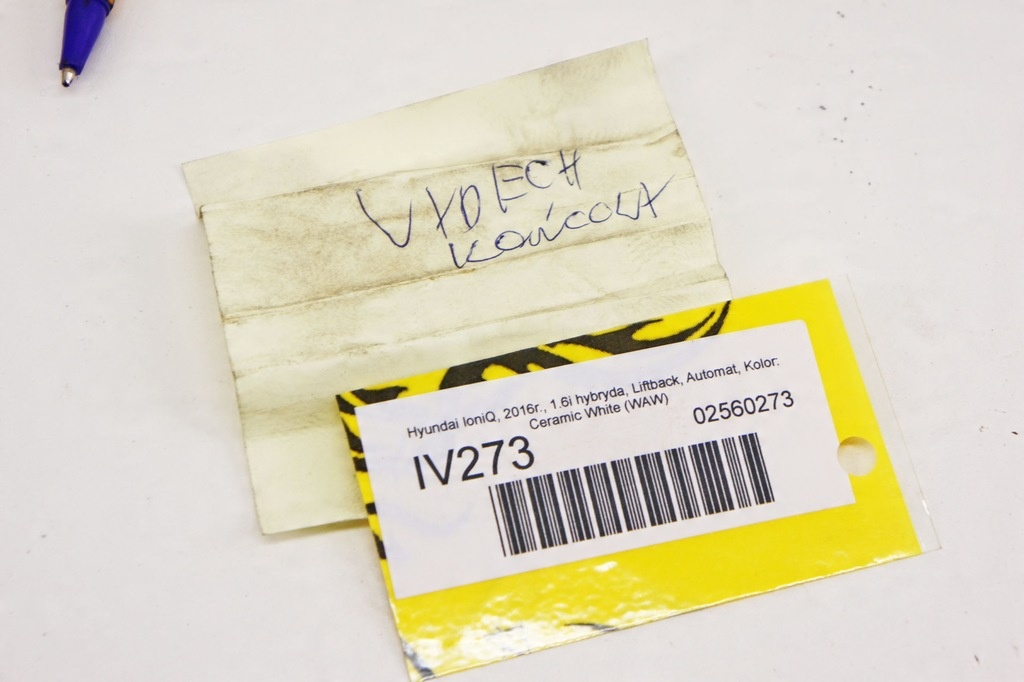 WYDECH
KOŃCOWY
Hyundai IoniQ, 2016r., 1.6i hybryda, Liftback, Automat, Kolor:
Ceramic White (WAW)
02560273
IV273